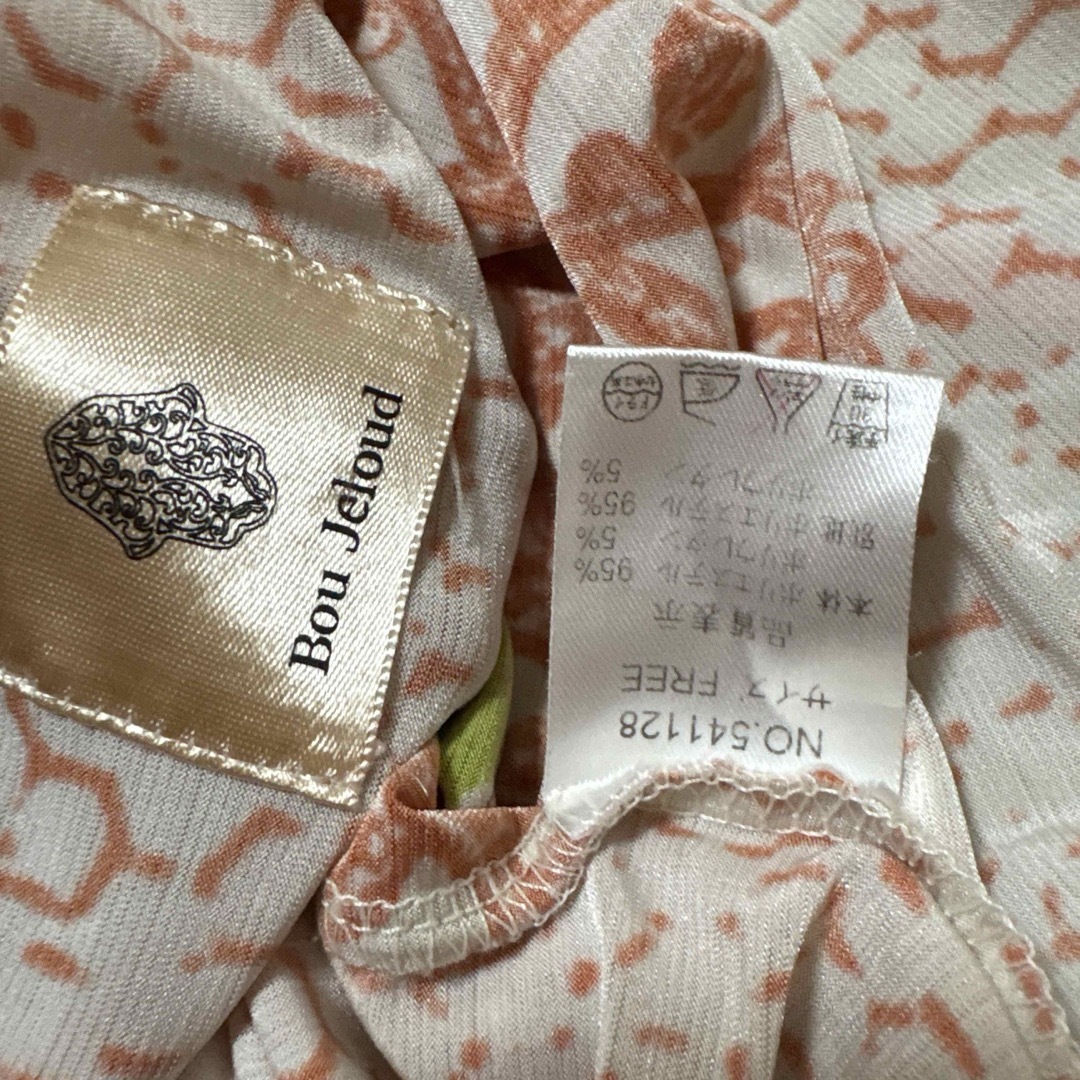 Bou Jeloud
NO.541128
サイズ FREE
品質表示
本体 ポリエステル 95%
ポリウレタン 5%
別地 ポリエステル 95%
ポリウレタン 5%